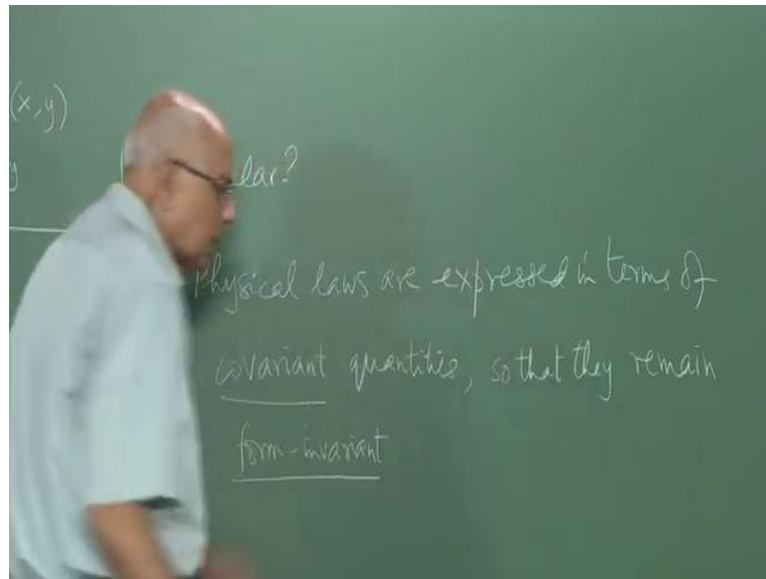 (x,y)
y
lar?
Physical laws are expressed in terms of
covariant quantities, so that they remain
form-invariant